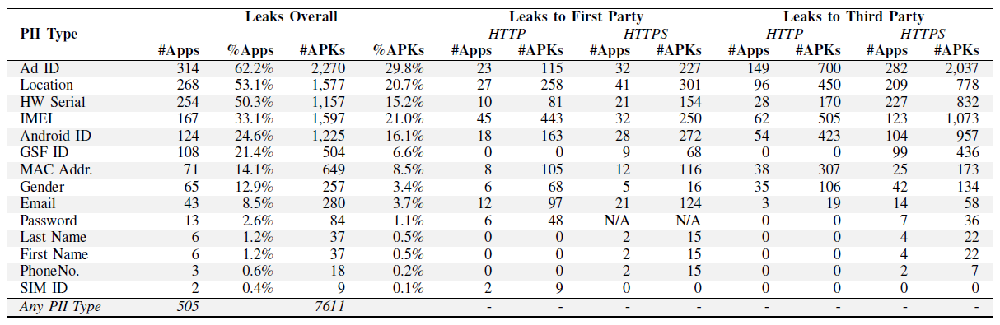 Leaks Overall Leaks to First Party Leaks to Third Party
PII Type HTTP HTTPS HTTP HTTPS
#Apps %Apps #APKs %APKs #Apps #APKs #Apps #APKs #Apps #APKs #Apps #APKs
Ad ID 314 62.2% 2,270 29.8% 23 115 32 227 149 700 282 2,037
Location 268 53.1% 1,577 20.7% 27 258 41 301 96 450 209 778
HW Serial 254 50.3% 1,157 15.2% 10 81 21 154 28 170 227 832
IMEI 167 33.1% 1,597 21.0% 45 443 32 250 62 505 123 1,073
Android ID 124 24.6% 1,225 16.1% 18 163 28 272 54 423 104 957
GSF ID 108 21.4% 504 6.6% 0 0 9 68 0 0 99 436
MAC Addr. 71 14.1% 649 8.5% 8 105 12 116 38 307 25 173
Gender 65 12.9% 257 3.4% 6 68 5 16 35 106 42 134
Email 43 8.5% 280 3.7% 12 97 21 124 3 19 14 58
Password 13 2.6% 84 1.1% 6 48 N/A N/A 0 0 7 36
Last Name 6 1.2% 37 0.5% 0 0 2 15 0 0 4 22
First Name 6 1.2% 37 0.5% 0 0 2 15 0 0 4 22
PhoneNo. 3 0.6% 18 0.2% 0 0 2 15 0 0 2 7
SIM ID 2 0.4% 9 0.1% 2 9 0 0 0 0 0 0
Any PII Type 505 7611 - - - - - - - -